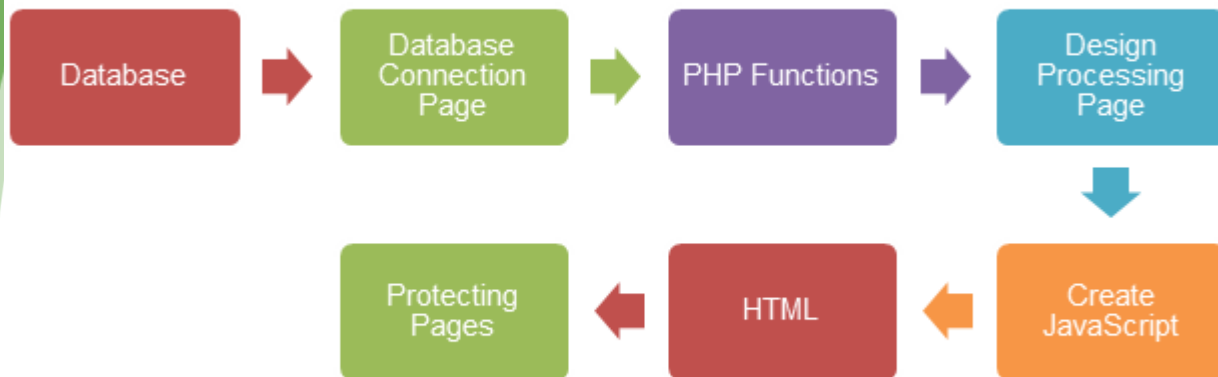 Database
Database
Connection
Page
PHP Functions
Design
Processing
Page
Create
JavaScript
HTML
Protecting
Pages